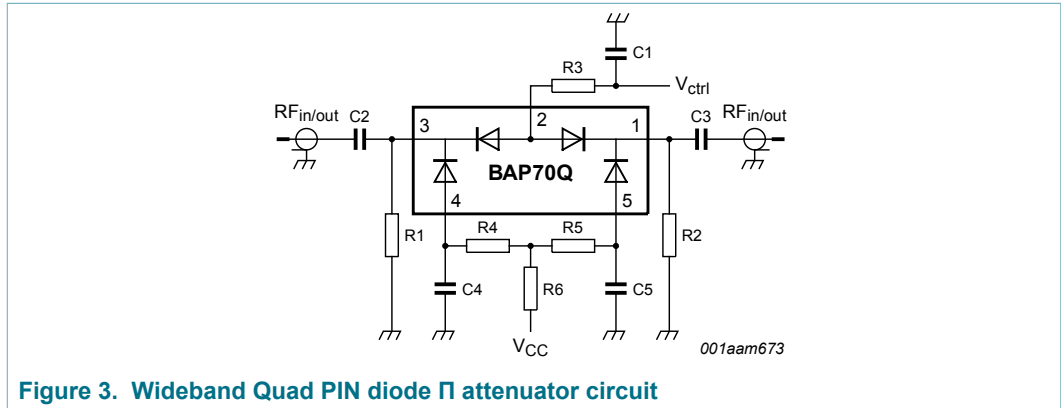 C1
R3
Vctrl
RFin/out
C2
3
2
1
C3
RFin/out
BAP70Q
4
5
R1
R4
R5
R2
C4
R6
C5
VCC
001aam673
Figure 3. Wideband Quad PIN diode Π attenuator circuit